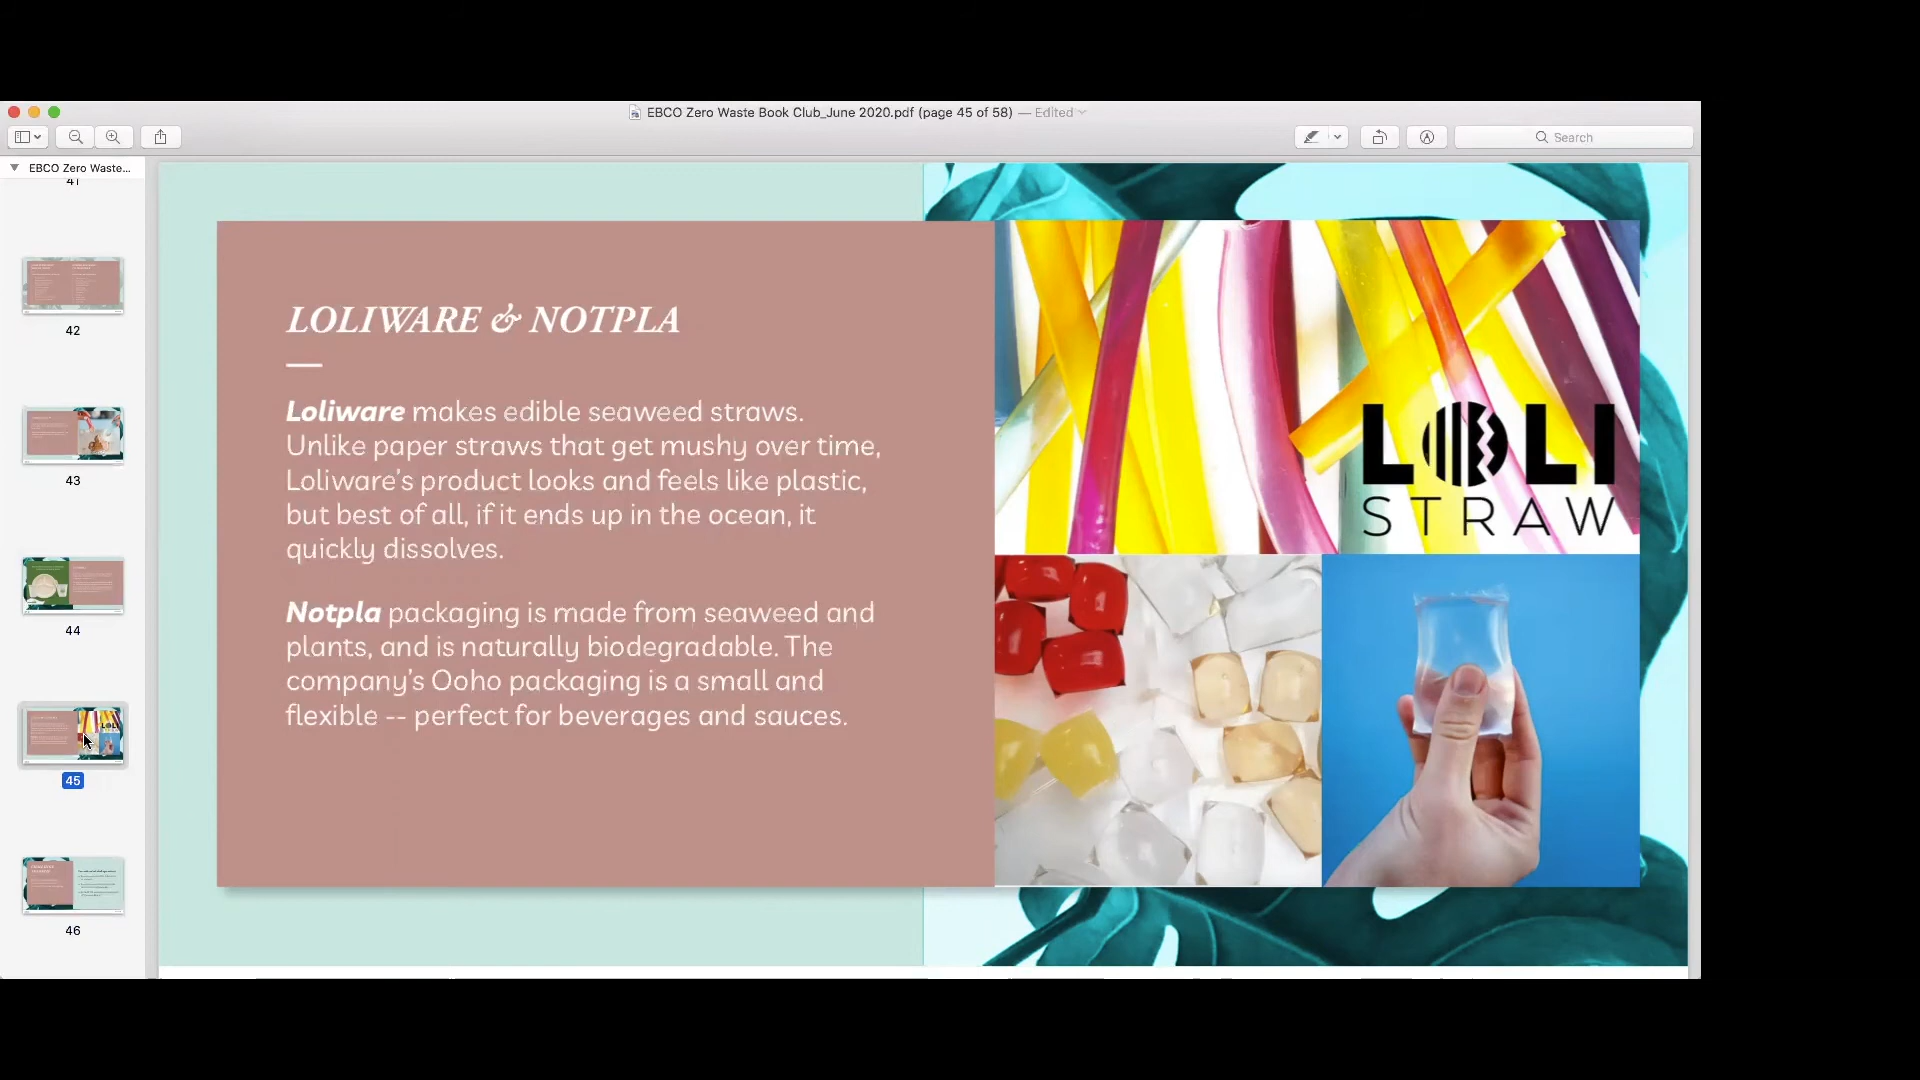 EBCO Zero Waste Book Club_June 2020.pdf (page 45 of 58) — Edited
Search
EBCO Zero Waste...
41
42
43
44
45
46
LOLIWARE & NOTPLA
Loliware makes edible seaweed straws.
Unlike paper straws that get mushy over time,
Loliware's product looks and feels like plastic,
but best of all, if it ends up in the ocean, it
quickly dissolves.
Notpla packaging is made from seaweed and
plants, and is naturally biodegradable. The
company's Ooho packaging is a small and
flexible -- perfect for beverages and sauces.
LOLI
STRAW